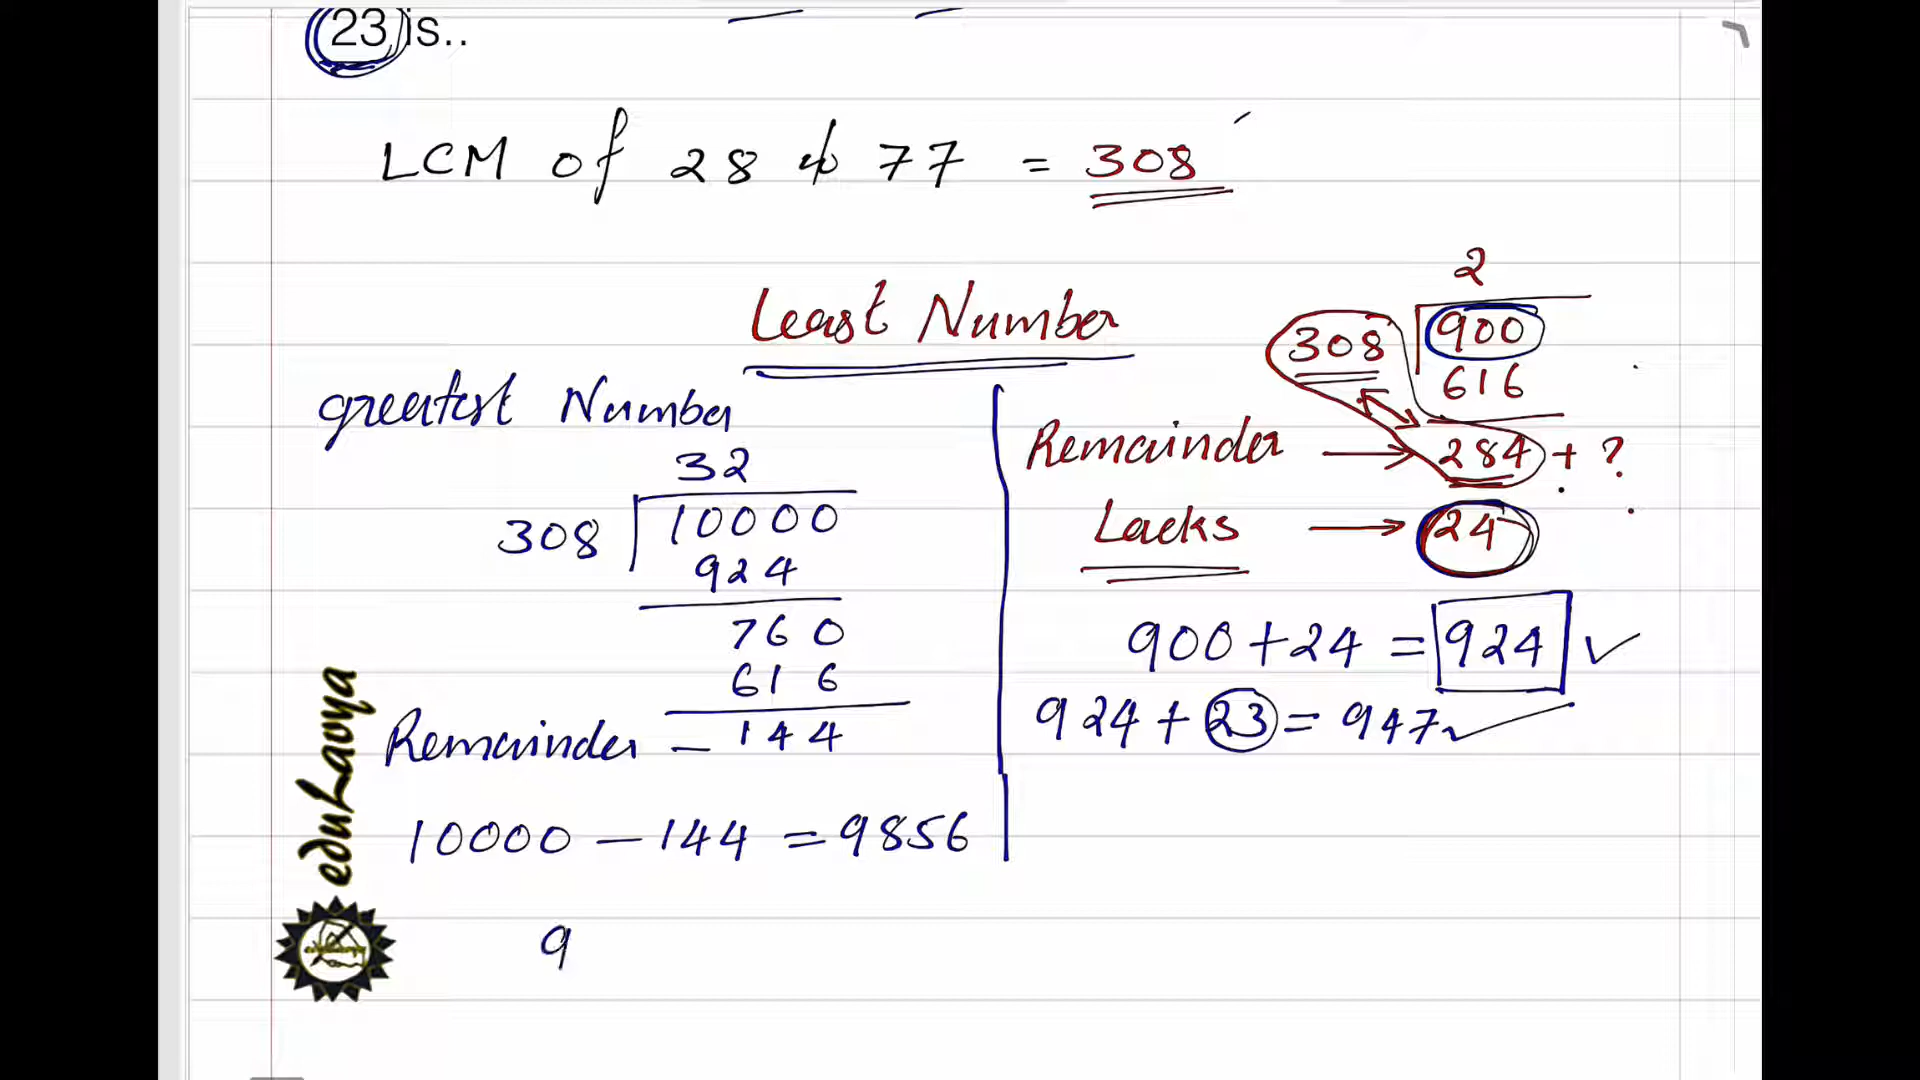 23 is..
LCM of 28 & 77 = 308
Least Number
2
308 900
616
Remainder → 284 + ?
Lacks → 24
900 + 24 = 924 ✓
924 + 23 = 947 ✓
greatest Number
32
308 10000
924
760
616
Remainder – 144
10000 – 144 = 9856
9
eduLavya